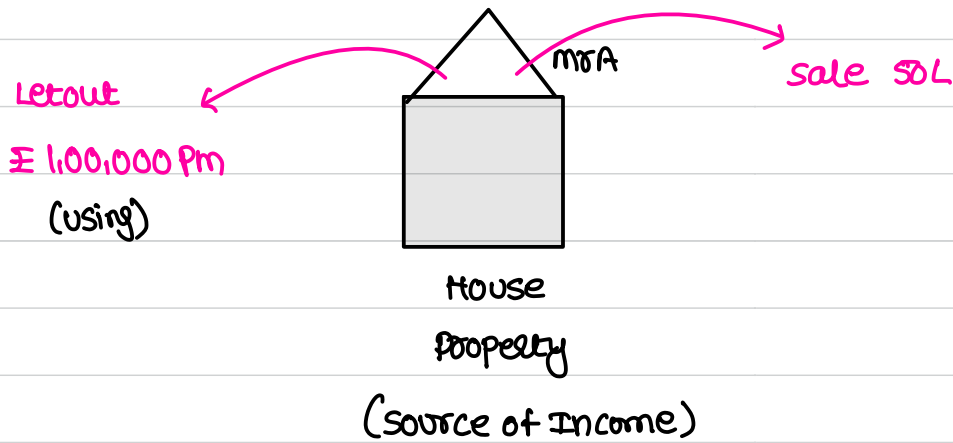 MrA
Sale 50L
Letout
₹ 1,00,000 Pm
(Using)
House
Property
(Source of Income)